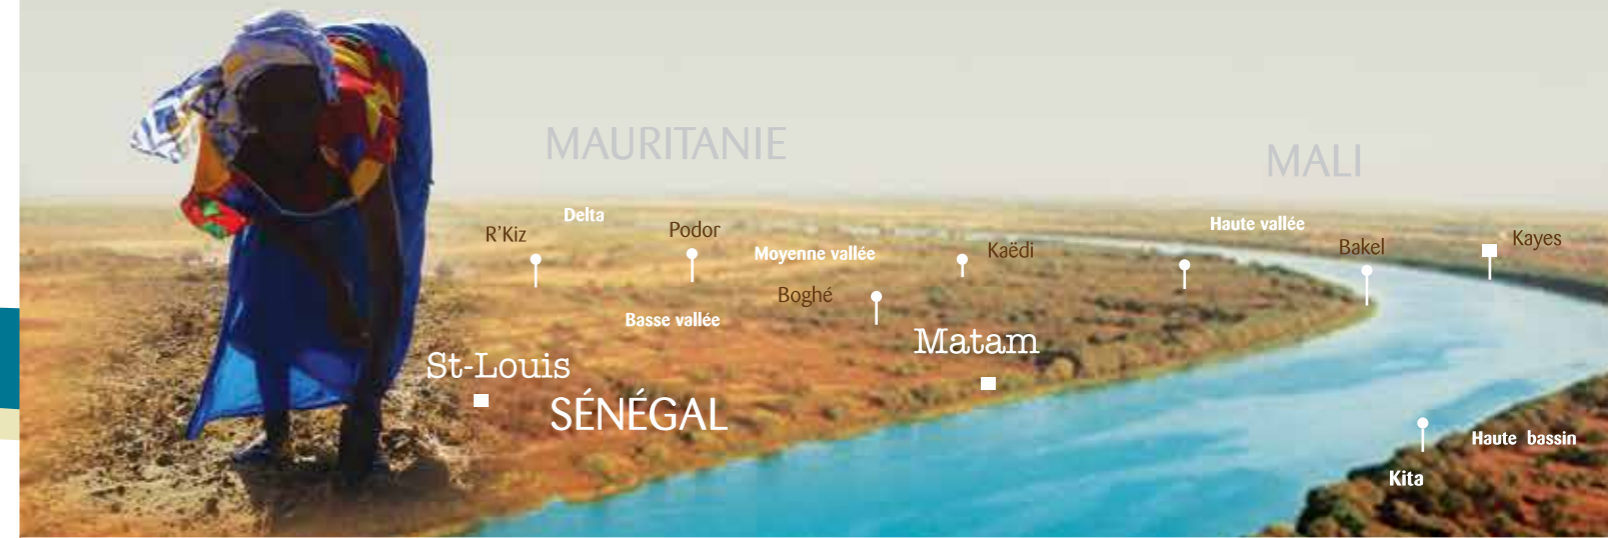 MAURITANIE
MALI
Delta
Haute vallée
R'Kiz
Podor
Moyenne vallée
Kaëdi
Bakel
Kayes
Boghé
Basse vallée
Matam
St-Louis
SÉNÉGAL
Haute bassin
Kita